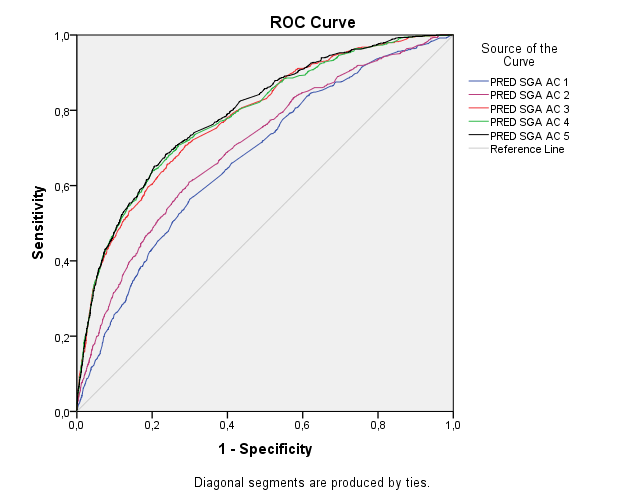 ROC Curve
Source of the
Curve
PRED SGA AC 1
PRED SGA AC 2
PRED SGA AC 3
PRED SGA AC 4
PRED SGA AC 5
Reference Line
Sensitivity
1,0
0,8
0,6
0,4
0,2
0,0
0,0 0,2 0,4 0,6 0,8 1,0
1 - Specificity
Diagonal segments are produced by ties.